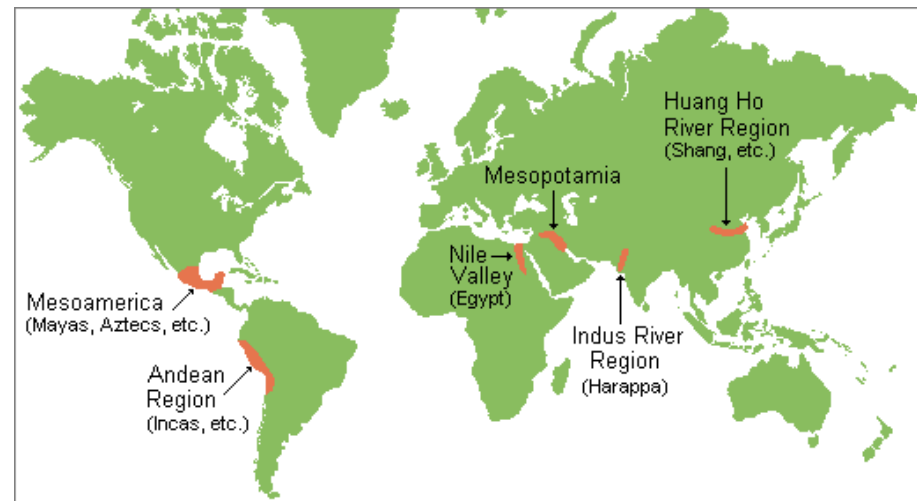 Huang Ho
River Region
(Shang, etc.)
Mesopotamia
Nile
Valley
(Egypt)
Mesoamerica
(Mayas, Aztecs, etc.)
Indus River
Region
(Harappa)
Andean
Region
(Incas, etc.)